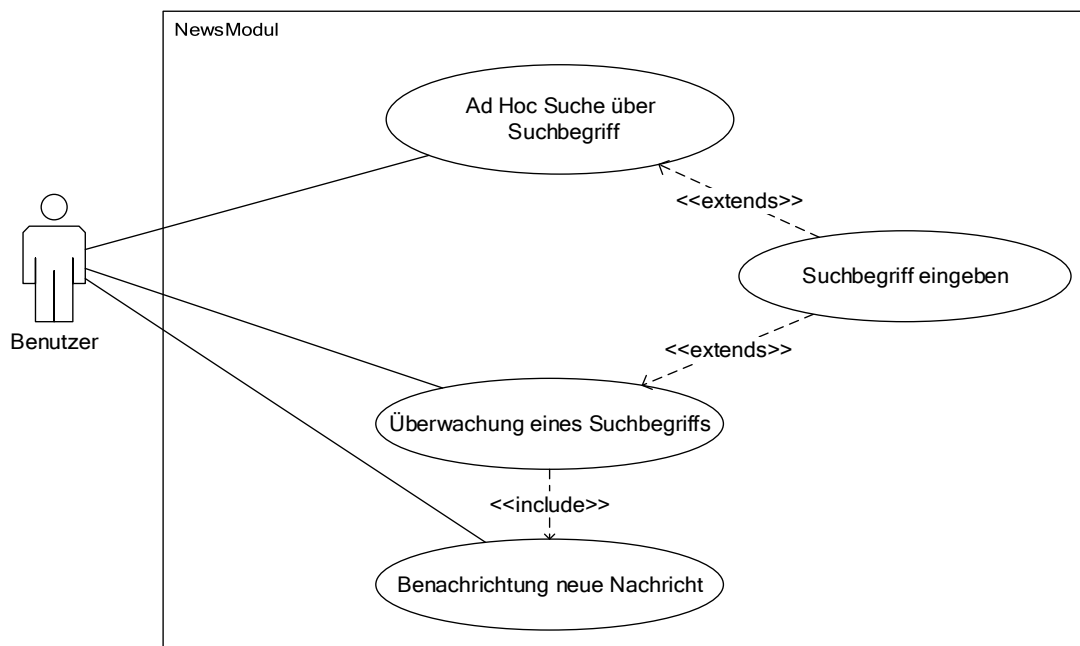 NewsModul
Ad Hoc Suche über
Suchbegriff
<<extends>>
Suchbegriff eingeben
Benutzer
<<extends>>
Überwachung eines Suchbegriffs
<<include>>
Benachrichtung neue Nachricht